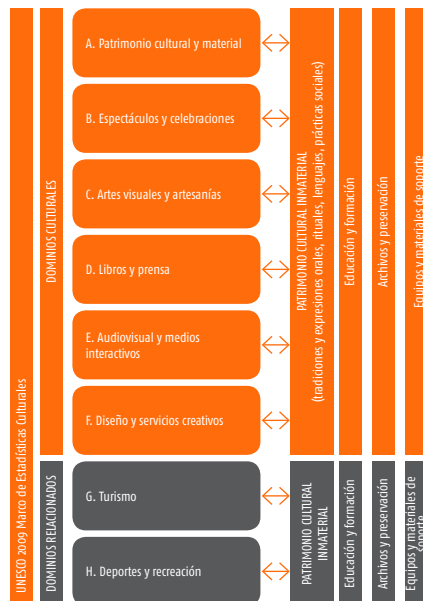 UNESCO 2009 Marco de Estadísticas Culturales
DOMINIOS CULTURALES
A. Patrimonio cultural y material
B. Espectáculos y celebraciones
C. Artes visuales y artesanías
D. Libros y prensa
E. Audiovisual y medios
interactivos
F. Diseño y servicios creativos
PATRIMONIO CULTURAL INMATERIAL
(tradiciones y expresiones orales, rituales, lenguajes, prácticas sociales)
Educación y formación
Archivos y preservación
Equipos y materiales de soporte
DOMINIOS RELACIONADOS
G. Turismo
H. Deportes y recreación
PATRIMONIO CULTURAL
INMATERIAL
Educación y formación
Archivos y preservación
Equipos y materiales de
soporte